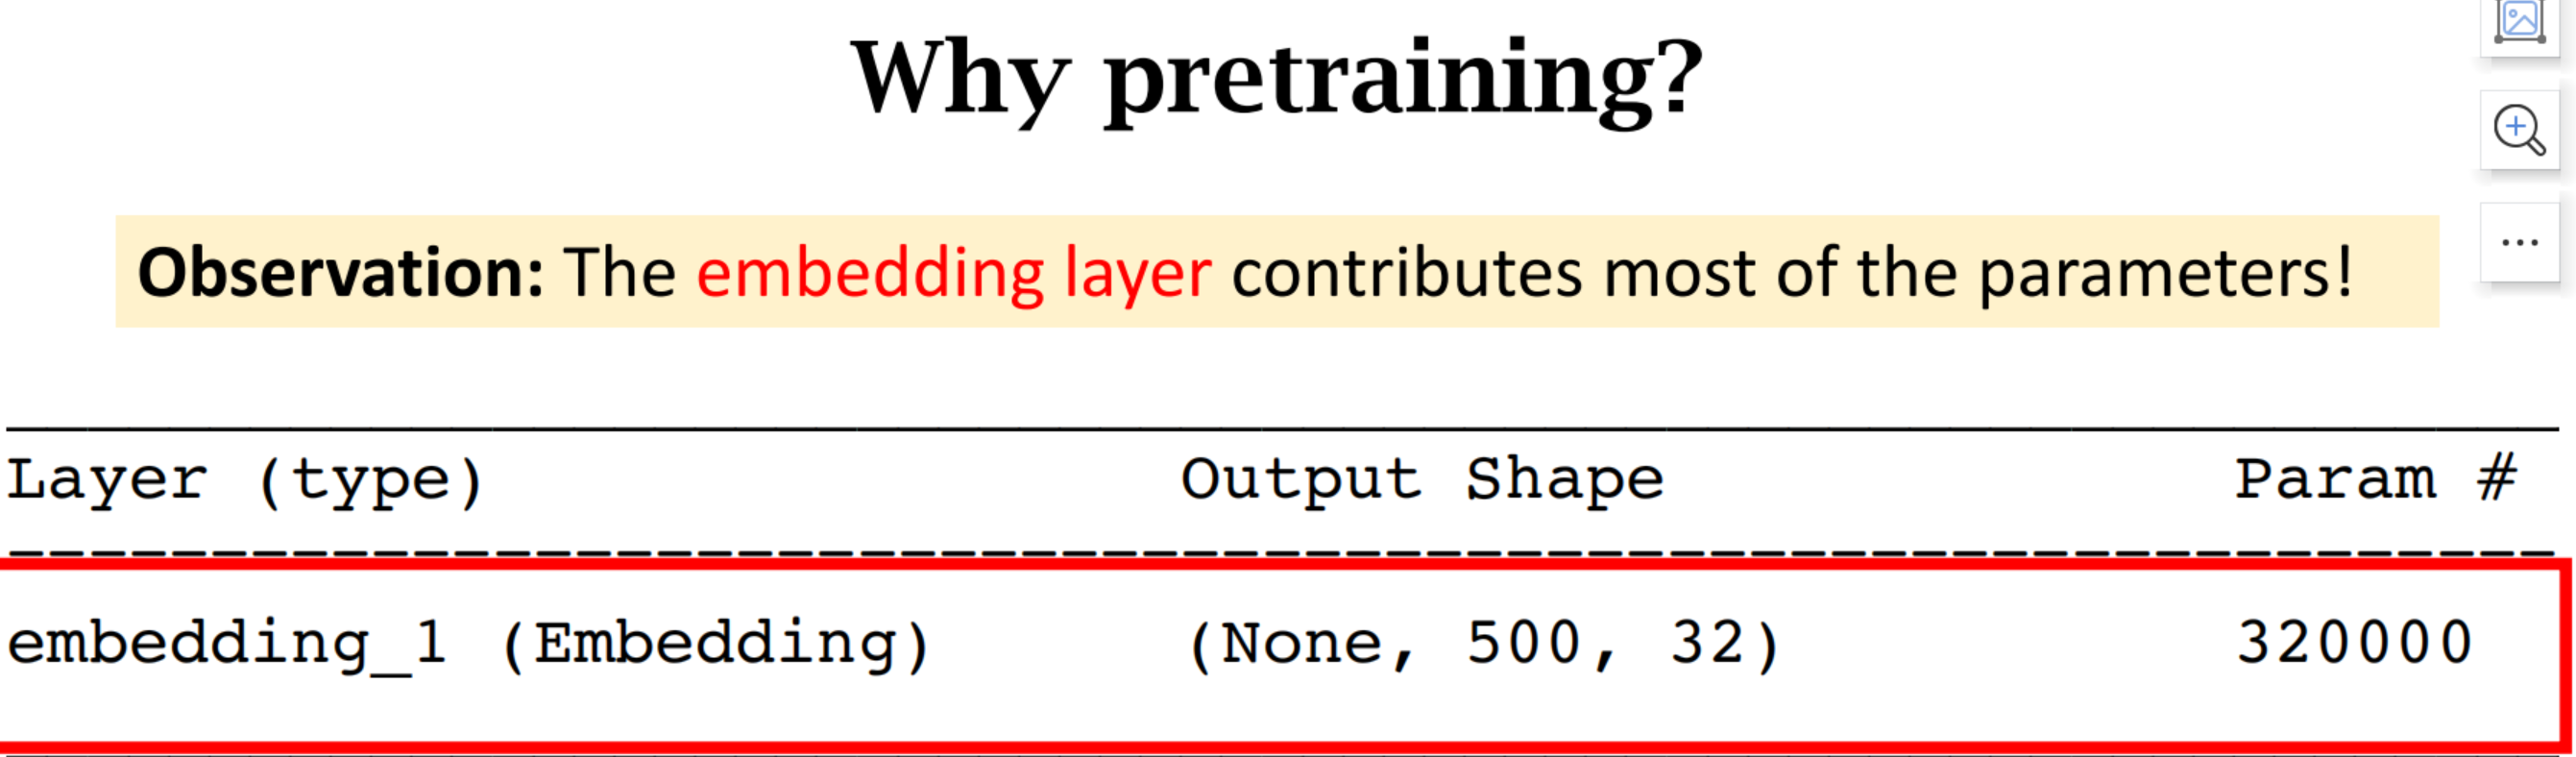 Why pretraining?
Observation: The embedding layer contributes most of the parameters!
Layer (type) Output Shape Param #
embedding_1 (Embedding) (None, 500, 32) 320000